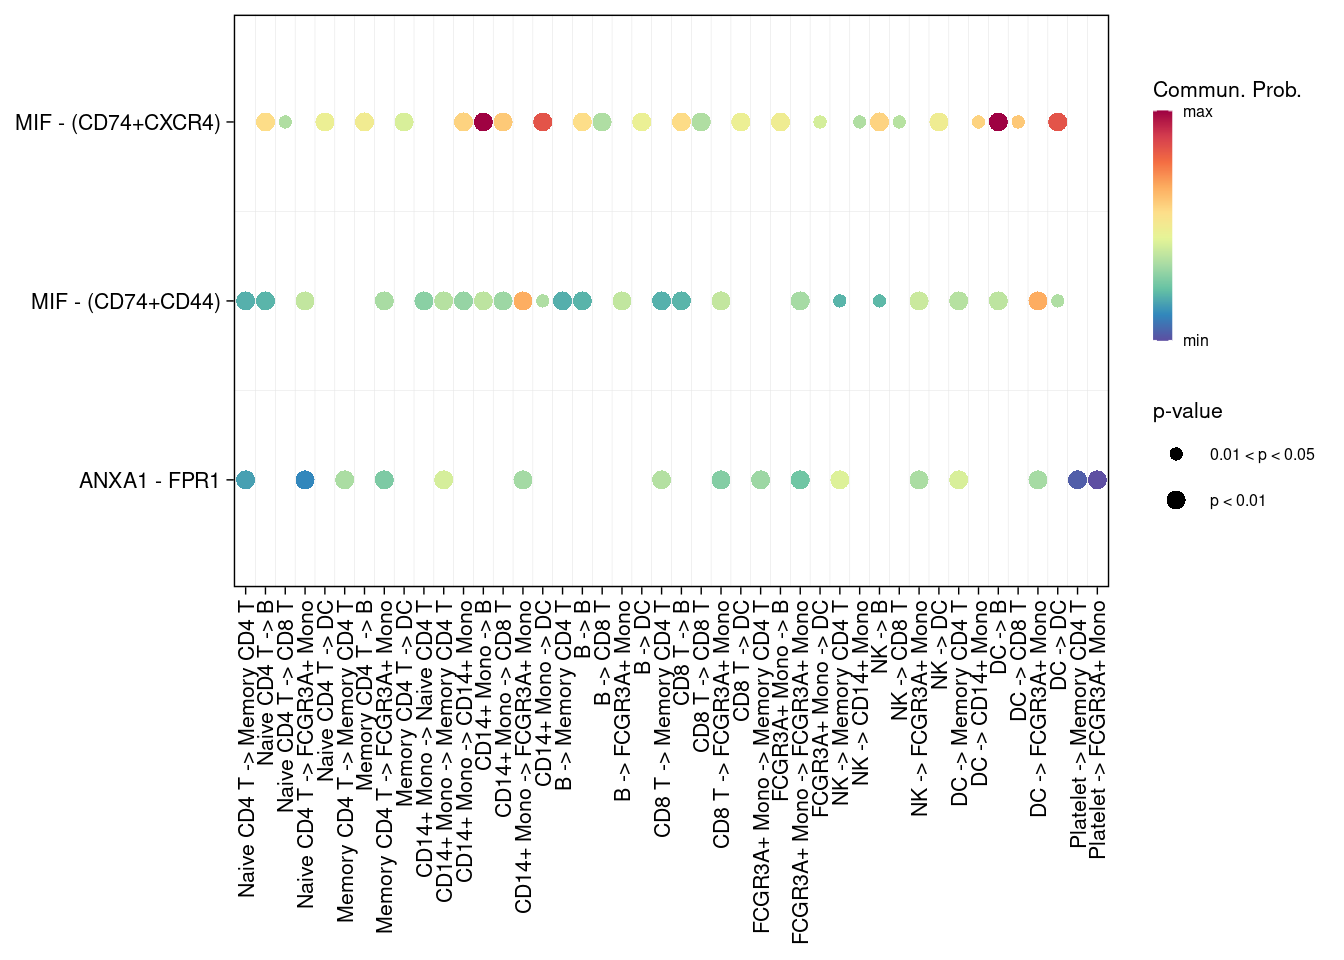 MIF - (CD74+CXCR4)
MIF - (CD74+CD44)
ANXA1 - FPR1
Naive CD4 T -> Memory CD4 T
Naive CD4 T -> B
Naive CD4 T -> CD8 T
Naive CD4 T -> FCGR3A+ Mono
Naive CD4 T -> DC
Memory CD4 T -> Memory CD4 T
Memory CD4 T -> B
Memory CD4 T -> FCGR3A+ Mono
Memory CD4 T -> DC
CD14+ Mono -> Naive CD4 T
CD14+ Mono -> Memory CD4 T
CD14+ Mono -> CD14+ Mono
CD14+ Mono -> B
CD14+ Mono -> CD8 T
CD14+ Mono -> FCGR3A+ Mono
CD14+ Mono -> DC
B -> Memory CD4 T
B -> B
B -> CD8 T
B -> FCGR3A+ Mono
B -> DC
CD8 T -> Memory CD4 T
CD8 T -> B
CD8 T -> CD8 T
CD8 T -> FCGR3A+ Mono
CD8 T -> DC
FCGR3A+ Mono -> Memory CD4 T
FCGR3A+ Mono -> B
FCGR3A+ Mono -> FCGR3A+ Mono
FCGR3A+ Mono -> DC
NK -> Memory CD4 T
NK -> CD14+ Mono
NK -> B
NK -> CD8 T
NK -> FCGR3A+ Mono
NK -> DC
DC -> Memory CD4 T
DC -> CD14+ Mono
DC -> B
DC -> CD8 T
DC -> FCGR3A+ Mono
DC -> DC
Platelet -> Memory CD4 T
Platelet -> FCGR3A+ Mono
Commun. Prob.
max
min
p-value
0.01 < p < 0.05
p < 0.01